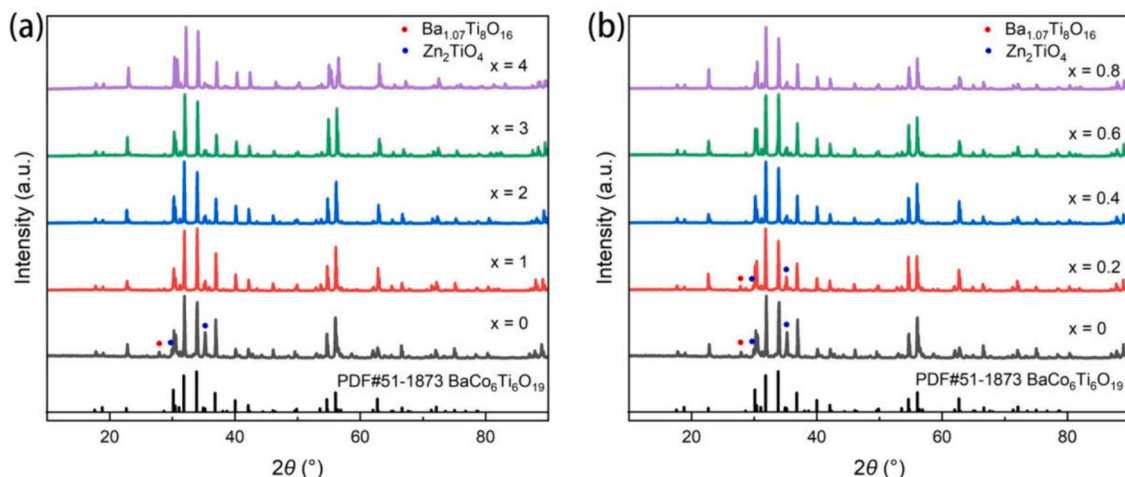 (a)
Ba1.07Ti8O16
Zn2TiO4
x = 4
x = 3
x = 2
x = 1
x = 0
PDF#51-1873 BaCo6Ti6O19
Intensity (a.u.)
20 40 60 80
2θ (°)
(b)
Ba1.07Ti8O16
Zn2TiO4
x = 0.8
x = 0.6
x = 0.4
x = 0.2
x = 0
PDF#51-1873 BaCo6Ti6O19
Intensity (a.u.)
20 40 60 80
2θ (°)